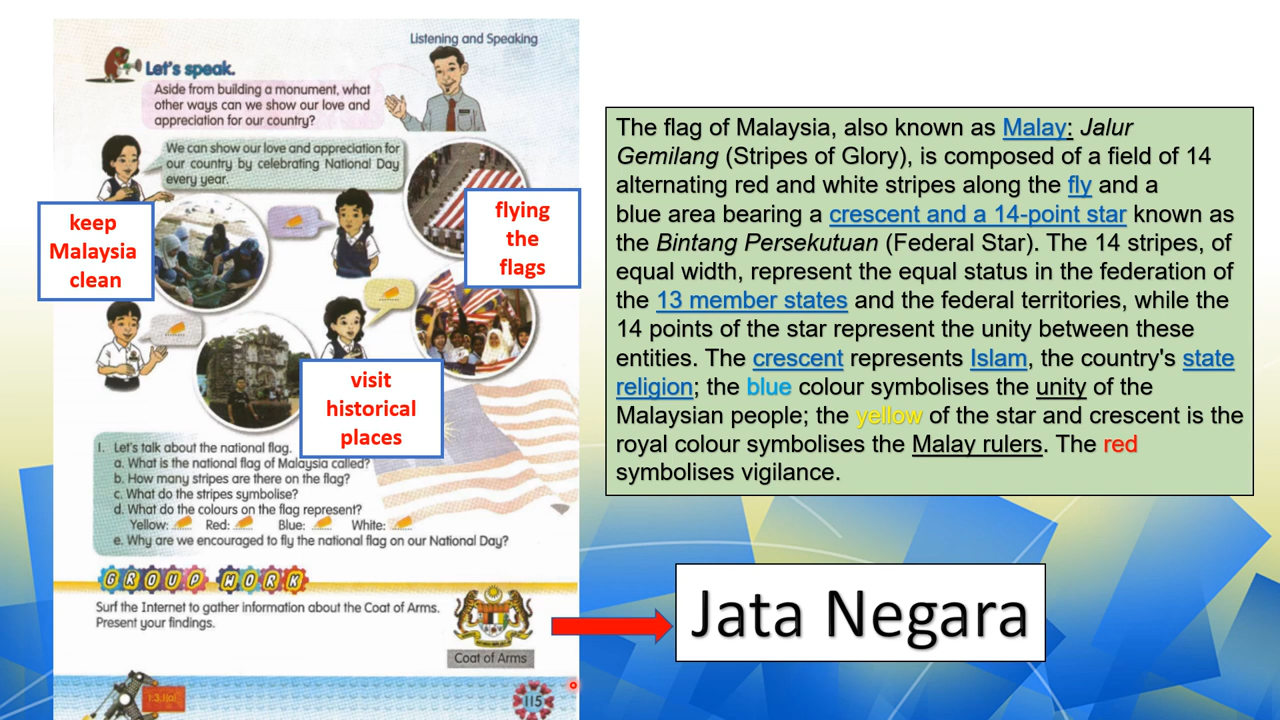 Listening and Speaking
Let's speak.
Aside from building a monument, what
other ways can we show our love and
appreciation for our country?
We can show our love and appreciation for
our country by celebrating National Day
every year.
keep
Malaysia
clean
flying
the
flags
visit
historical
places
1. Let's talk about the national flag.
a. What is the national flag of Malaysia called?
b. How many stripes are there on the flag?
c. What do the stripes symbolise?
d. What do the colours on the flag represent?
Yellow: Red: Blue: White:
e. Why are we encouraged to fly the national flag on our National Day?
GROUP WORK
Surf the Internet to gather information about the Coat of Arms.
Present your findings.
Coat of Arms
1.3.1(a)
115
The flag of Malaysia, also known as Malay: Jalur
Gemilang (Stripes of Glory), is composed of a field of 14
alternating red and white stripes along the fly and a
blue area bearing a crescent and a 14-point star known as
the Bintang Persekutuan (Federal Star). The 14 stripes, of
equal width, represent the equal status in the federation of
the 13 member states and the federal territories, while the
14 points of the star represent the unity between these
entities. The crescent represents Islam, the country's state
religion; the blue colour symbolises the unity of the
Malaysian people; the yellow of the star and crescent is the
royal colour symbolises the Malay rulers. The red
symbolises vigilance.
Jata Negara